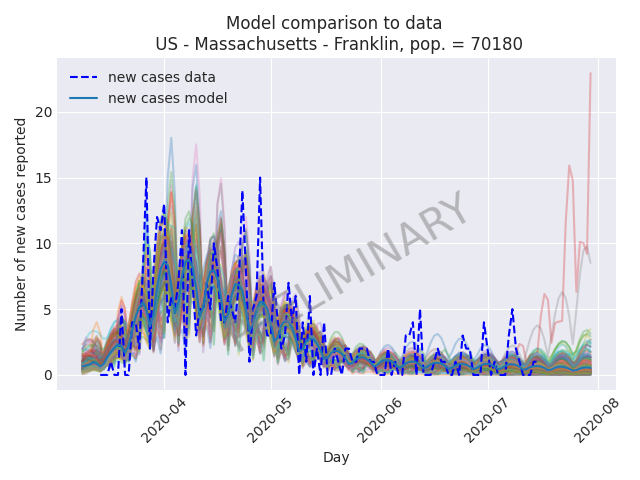 Model comparison to data
US - Massachusetts - Franklin, pop. = 70180
new cases data
new cases model
PRELIMINARY
Number of new cases reported
20
15
10
5
0
2020-04
2020-05
2020-06
2020-07
2020-08
Day